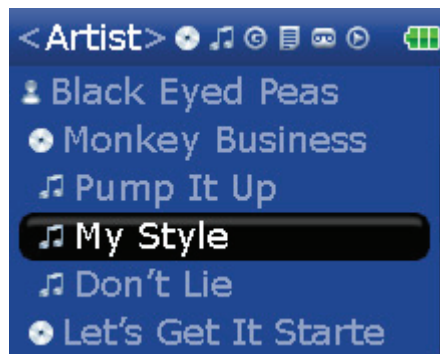 <Artist>
Black Eyed Peas
Monkey Business
Pump It Up
My Style
Don't Lie
Let's Get It Starte